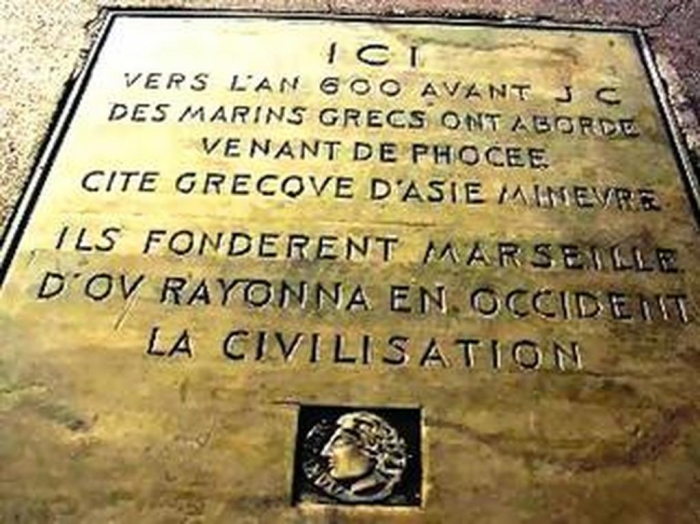 ICI
VERS L'AN 600 AVANT J C
DES MARINS GRECS ONT ABORDE
VENANT DE PHOCEE
CITE GRECQVE D'ASIE MINEVRE
ILS FONDERENT MARSEILLE
D'OV RAYONNA EN OCCIDENT
LA CIVILISATION